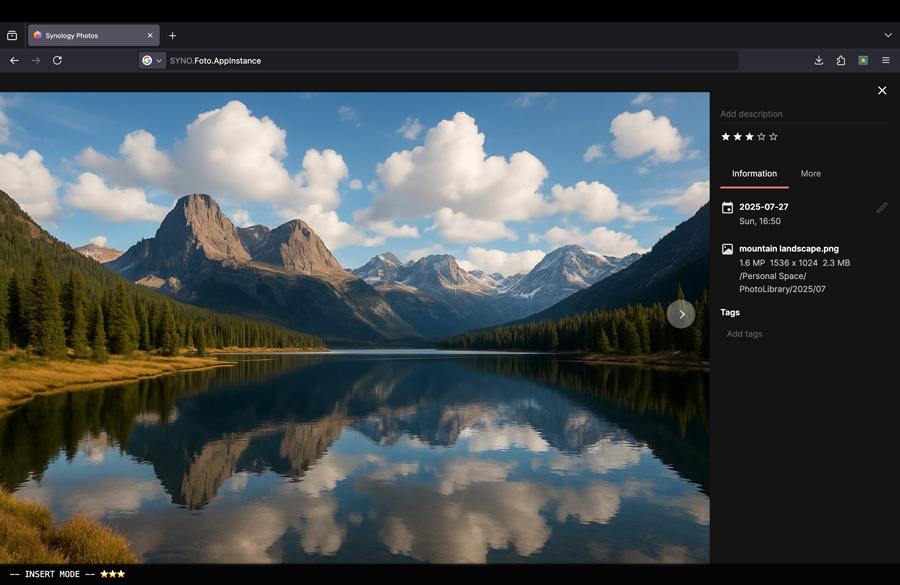 Synology Photos
SYNO.Foto.AppInstance
Add description
Information More
2025-07-27
Sun, 16:50
mountain landscape.png
1.6 MP 1536 x 1024 2.3 MB
/Personal Space/
PhotoLibrary/2025/07
Tags
Add tags
-- INSERT MODE -- ⭐⭐⭐